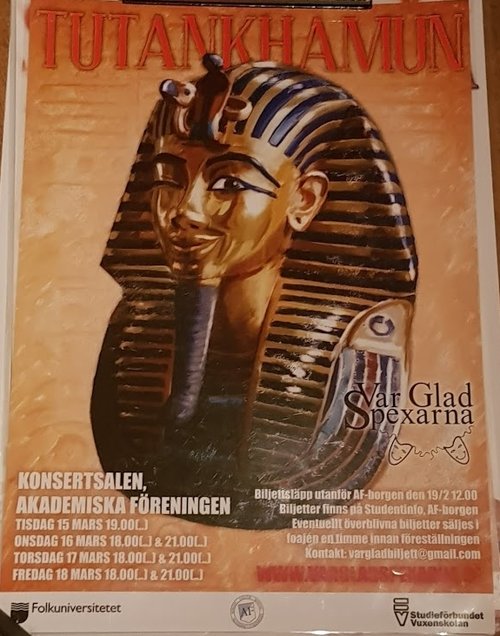 TUTANKHAMUN
Var Glad
Spexarna
KONSERTSALEN,
AKADEMISKA FÖRENINGEN
TISDAG 15 MARS 19.00(..)
ONSDAG 16 MARS 18.00(..) & 21.00(..)
TORSDAG 17 MARS 18.00(..) & 21.00(..)
FREDAG 18 MARS 18.00(..) & 21.00(..)
Biljettsläpp utanför AF-borgen den 19/2 12.00
Biljetter finns på Studentinfo, AF-borgen
Eventuellt överblivna biljetter säljes i
foajén en timme innan föreställningen
Kontakt: vargladbiljett@gmail.com
Folkuniversitetet
AF
Studieförbundet
Vuxenskolan